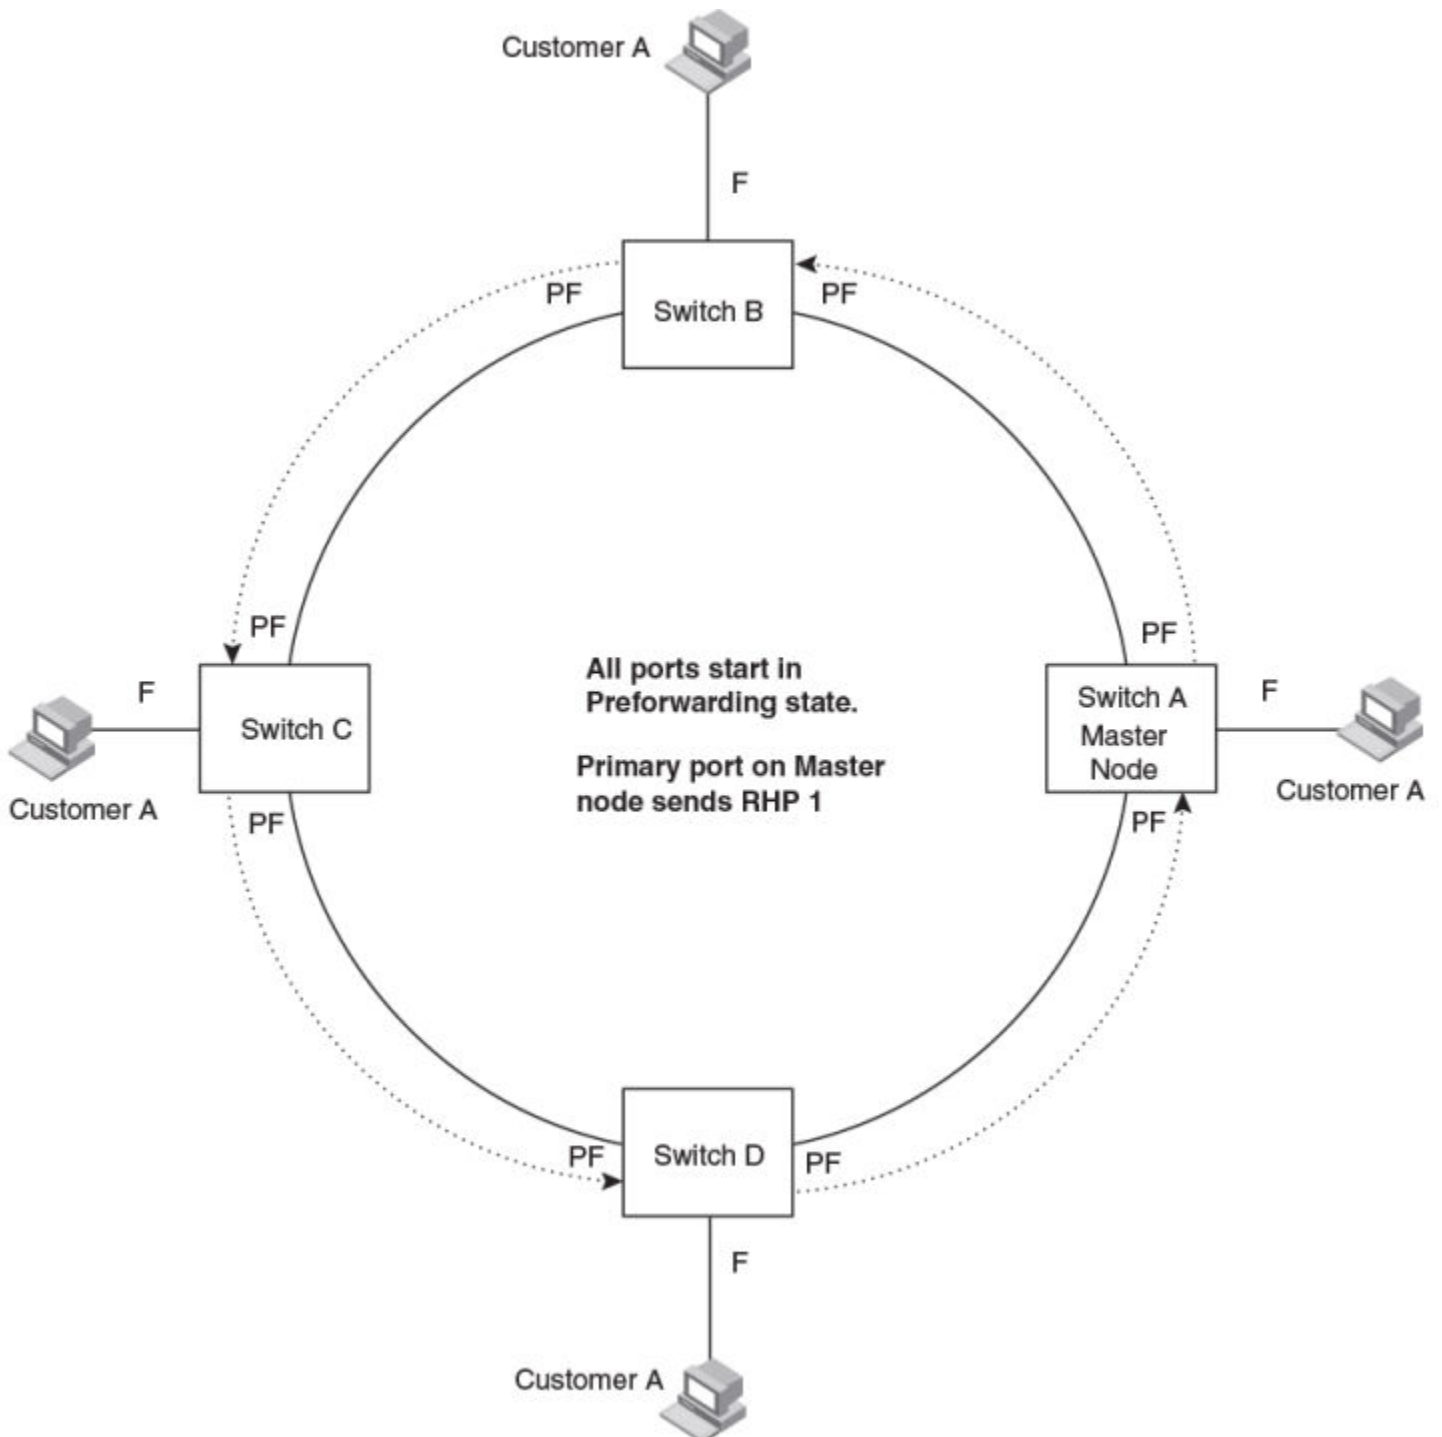 Customer A
F
PF
PF
Switch B
PF
PF
All ports start in
Preforwarding state.
Primary port on Master
node sends RHP 1
F
Switch C
Customer A
PF
Switch A
Master
Node
F
Customer A
PF
PF
Switch D
PF
F
Customer A